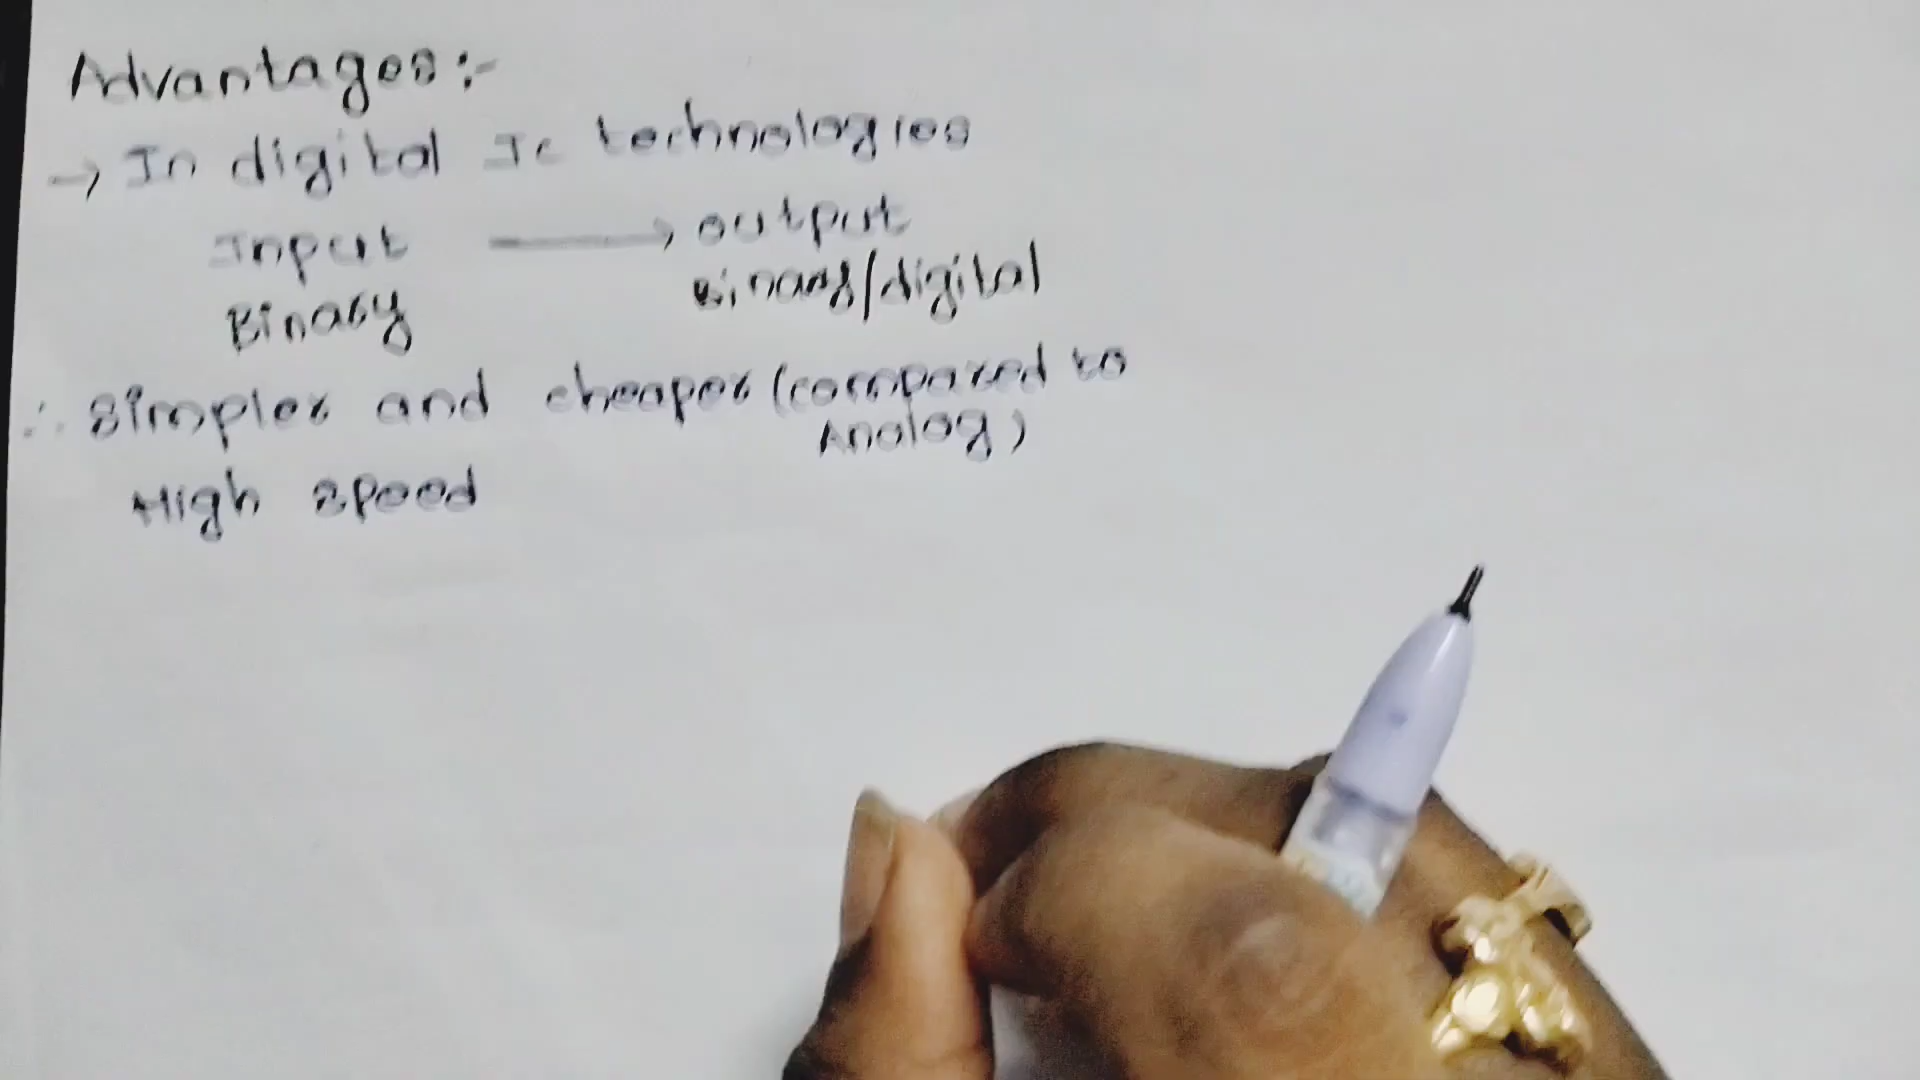 Advantages:-
→ In digital Ic technologies
Input ⟶ output
Binary Binary/digital
∴ simpler and cheaper (compared to
Analog)
High speed